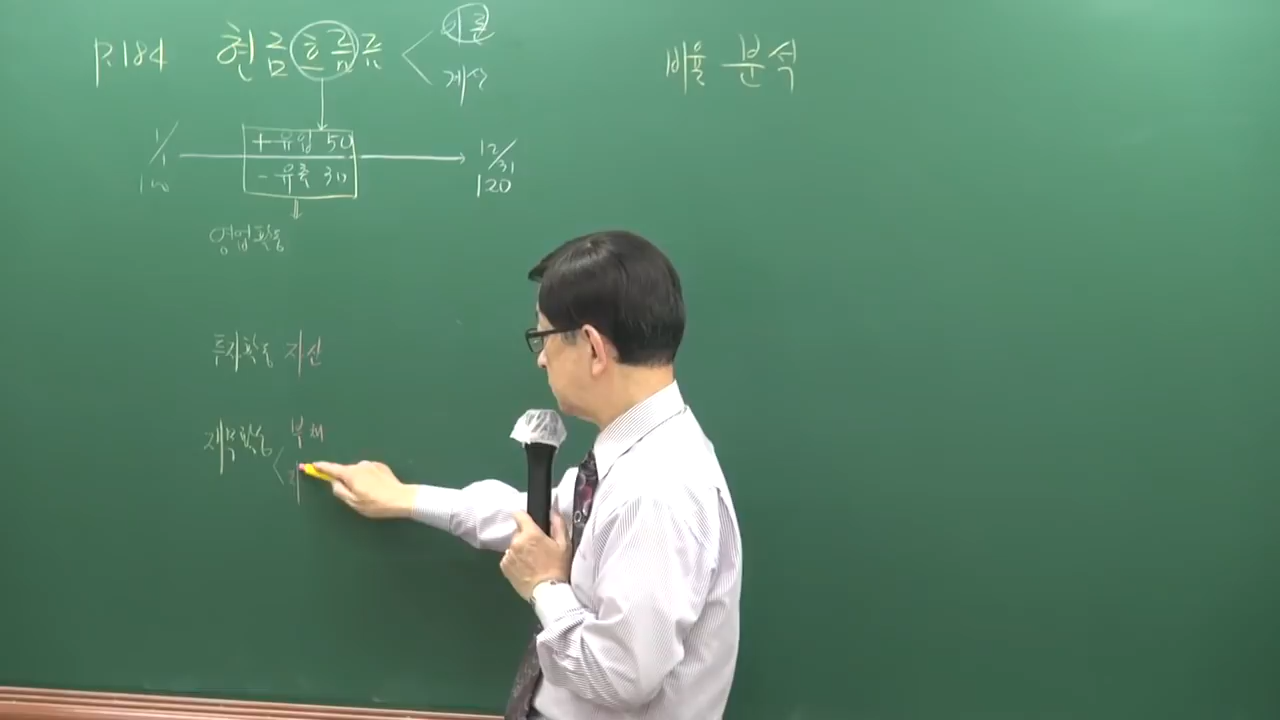 P.184 현금흐름표 이론
계산
비율 분석
1/1 + 유입 50 12/31
100 - 유출 30 120
영업활동
투자활동 자산
재무활동 부채
자